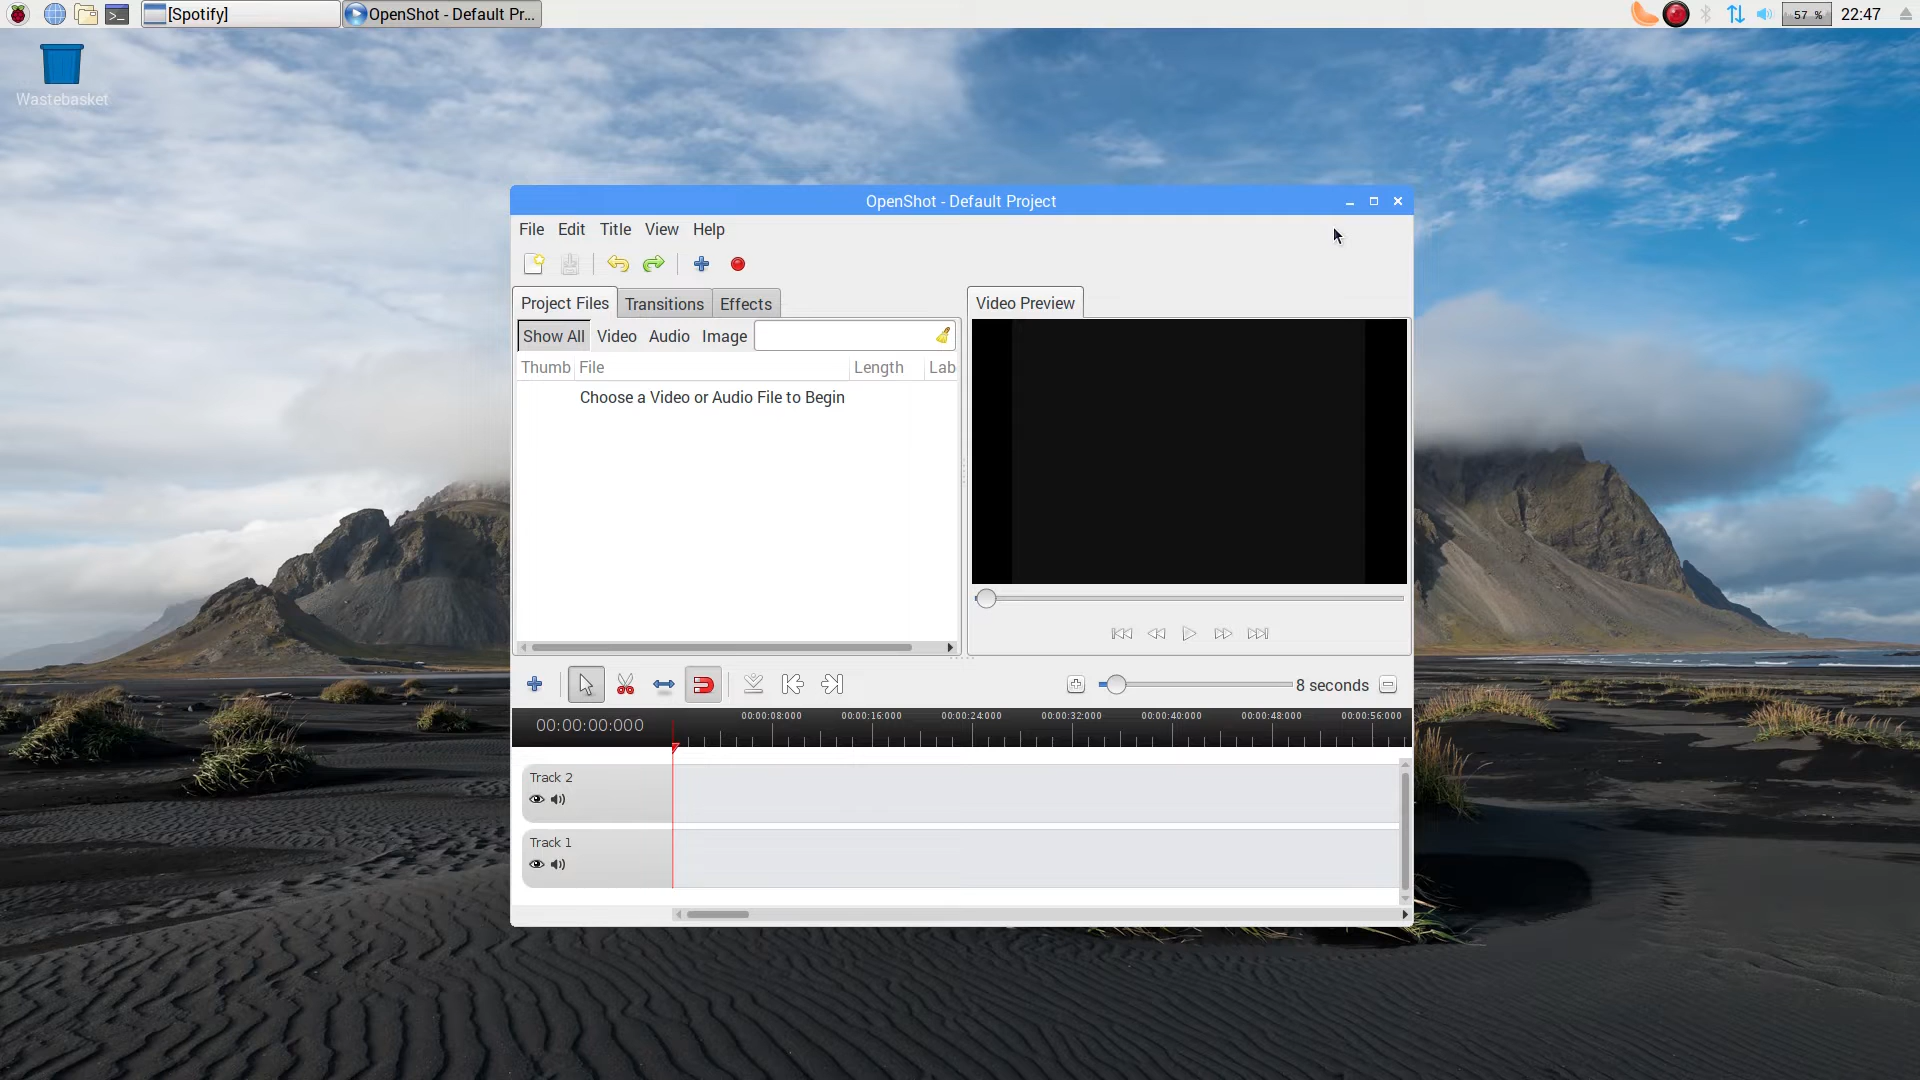 [Spotify]
OpenShot - Default Pr...
57 %
22:47
Wastebasket
OpenShot - Default Project
File Edit Title View Help
Project Files Transitions Effects
Video Preview
Show All Video Audio Image
Thumb File Length Lab
Choose a Video or Audio File to Begin
8 seconds
00:00:00:000
00:00:08:000 00:00:16:000 00:00:24:000 00:00:32:000 00:00:40:000 00:00:48:000 00:00:56:000
Track 2
Track 1